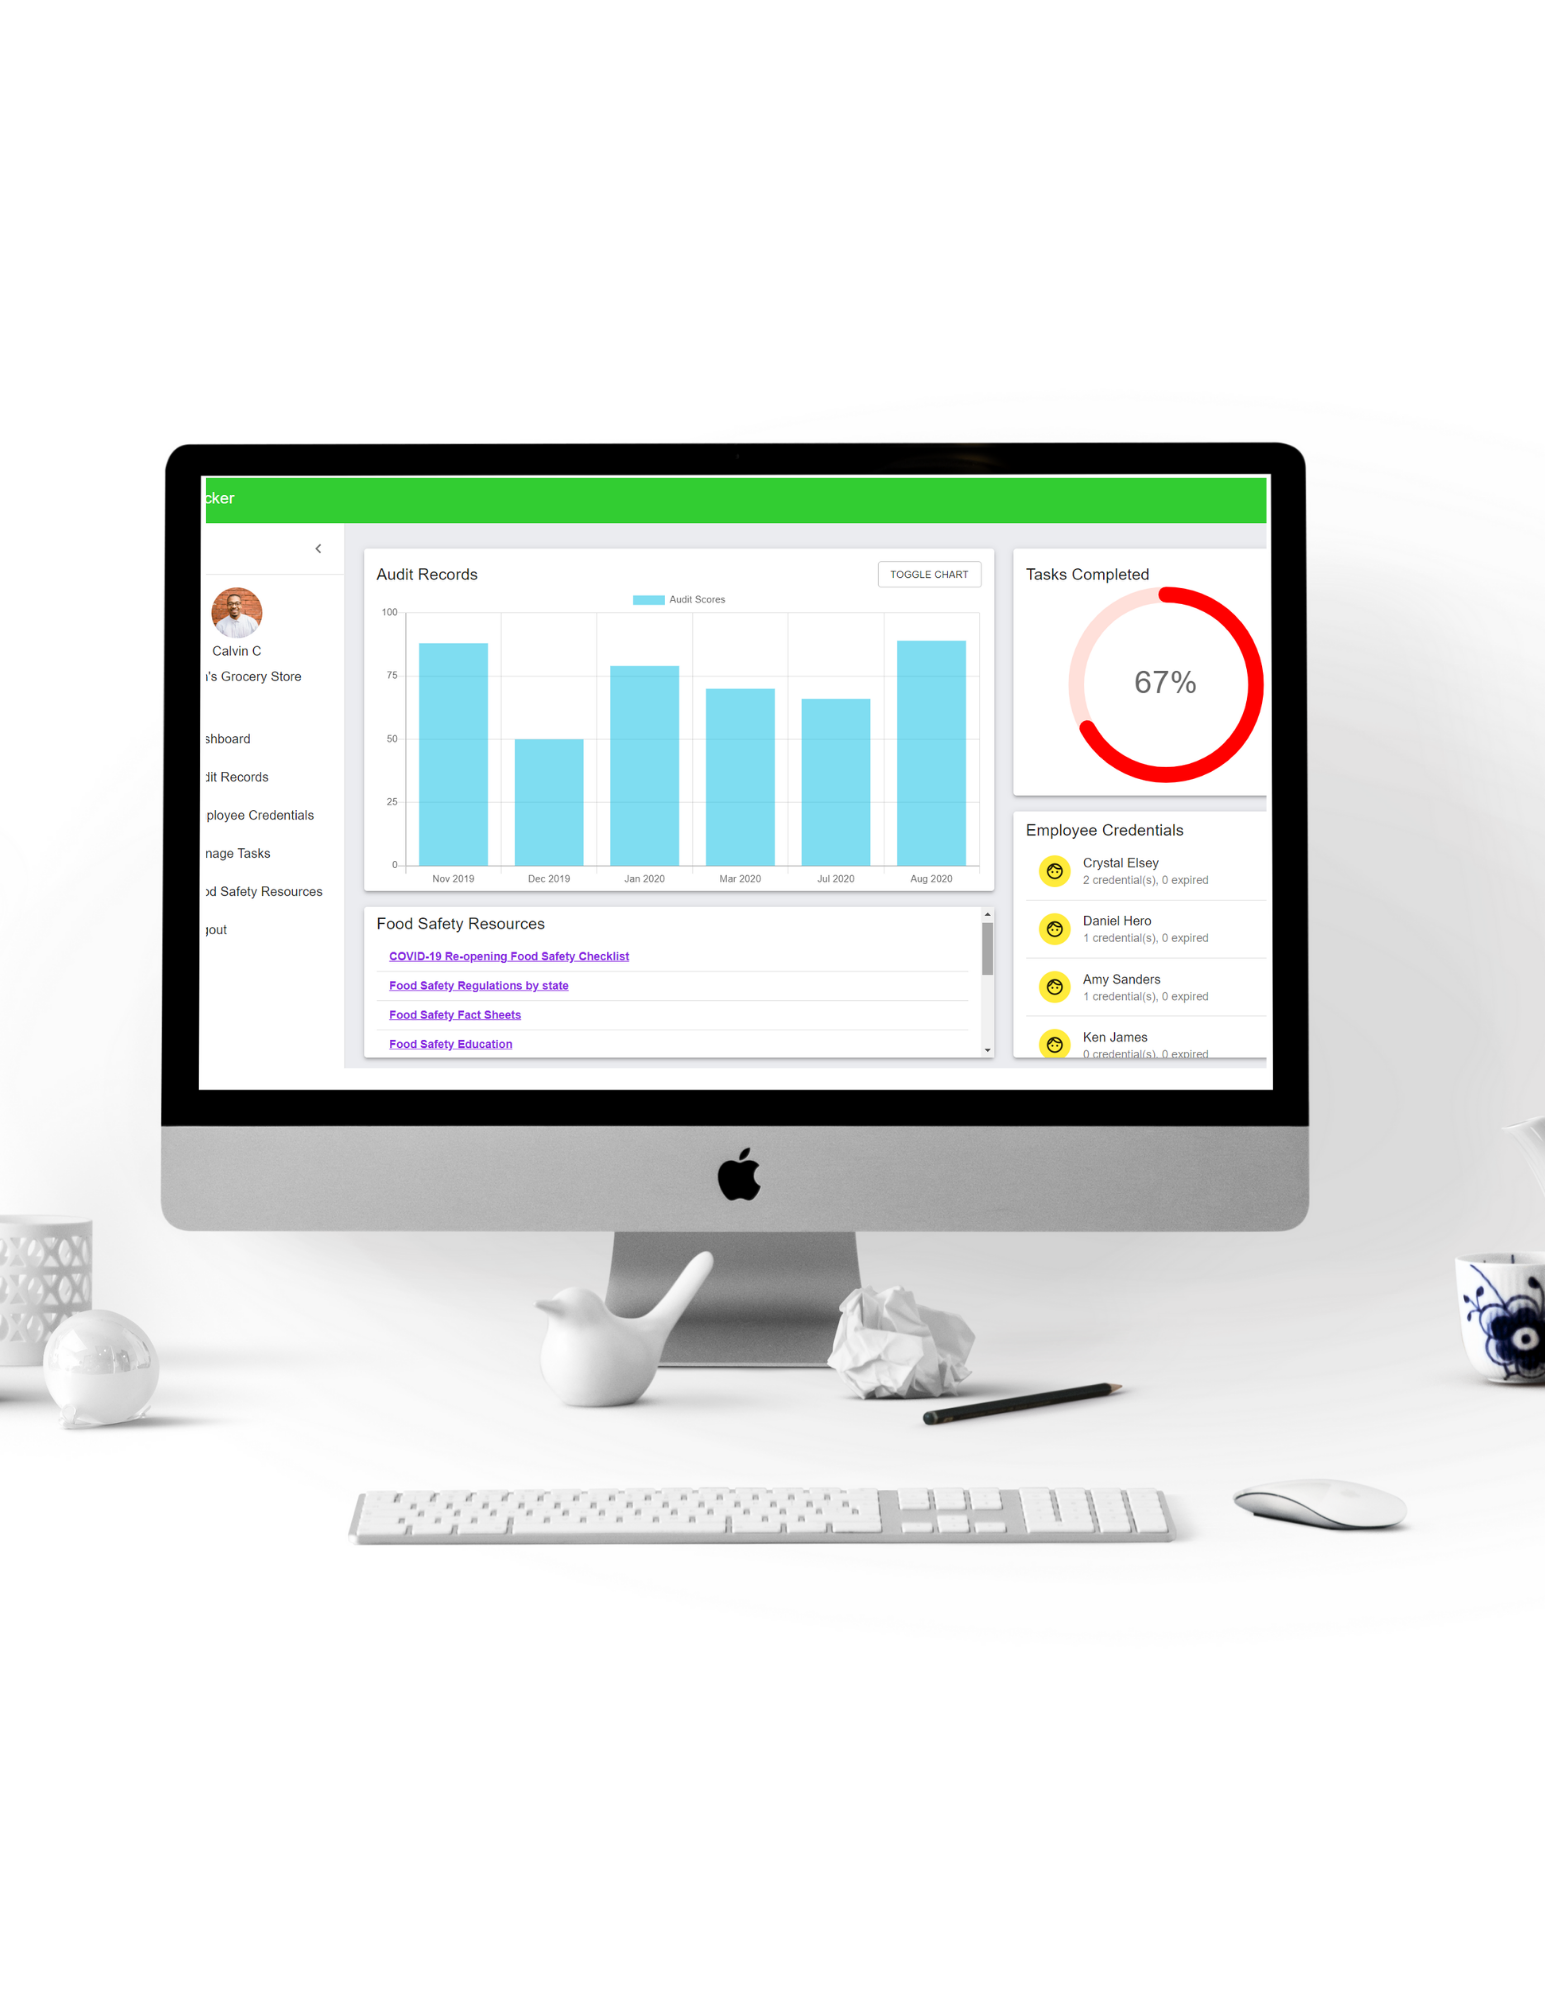 cker
Calvin C
's Grocery Store
shboard
dit Records
ployee Credentials
nage Tasks
od Safety Resources
gout
Audit Records
TOGGLE CHART
Audit Scores
100
75
50
25
0
Nov 2019
Dec 2019
Jan 2020
Mar 2020
Jul 2020
Aug 2020
Food Safety Resources
COVID-19 Re-opening Food Safety Checklist
Food Safety Regulations by state
Food Safety Fact Sheets
Food Safety Education
Tasks Completed
67%
Employee Credentials
Crystal Elsey
2 credential(s), 0 expired
Daniel Hero
1 credential(s), 0 expired
Amy Sanders
1 credential(s), 0 expired
Ken James
0 credential(s), 0 expired